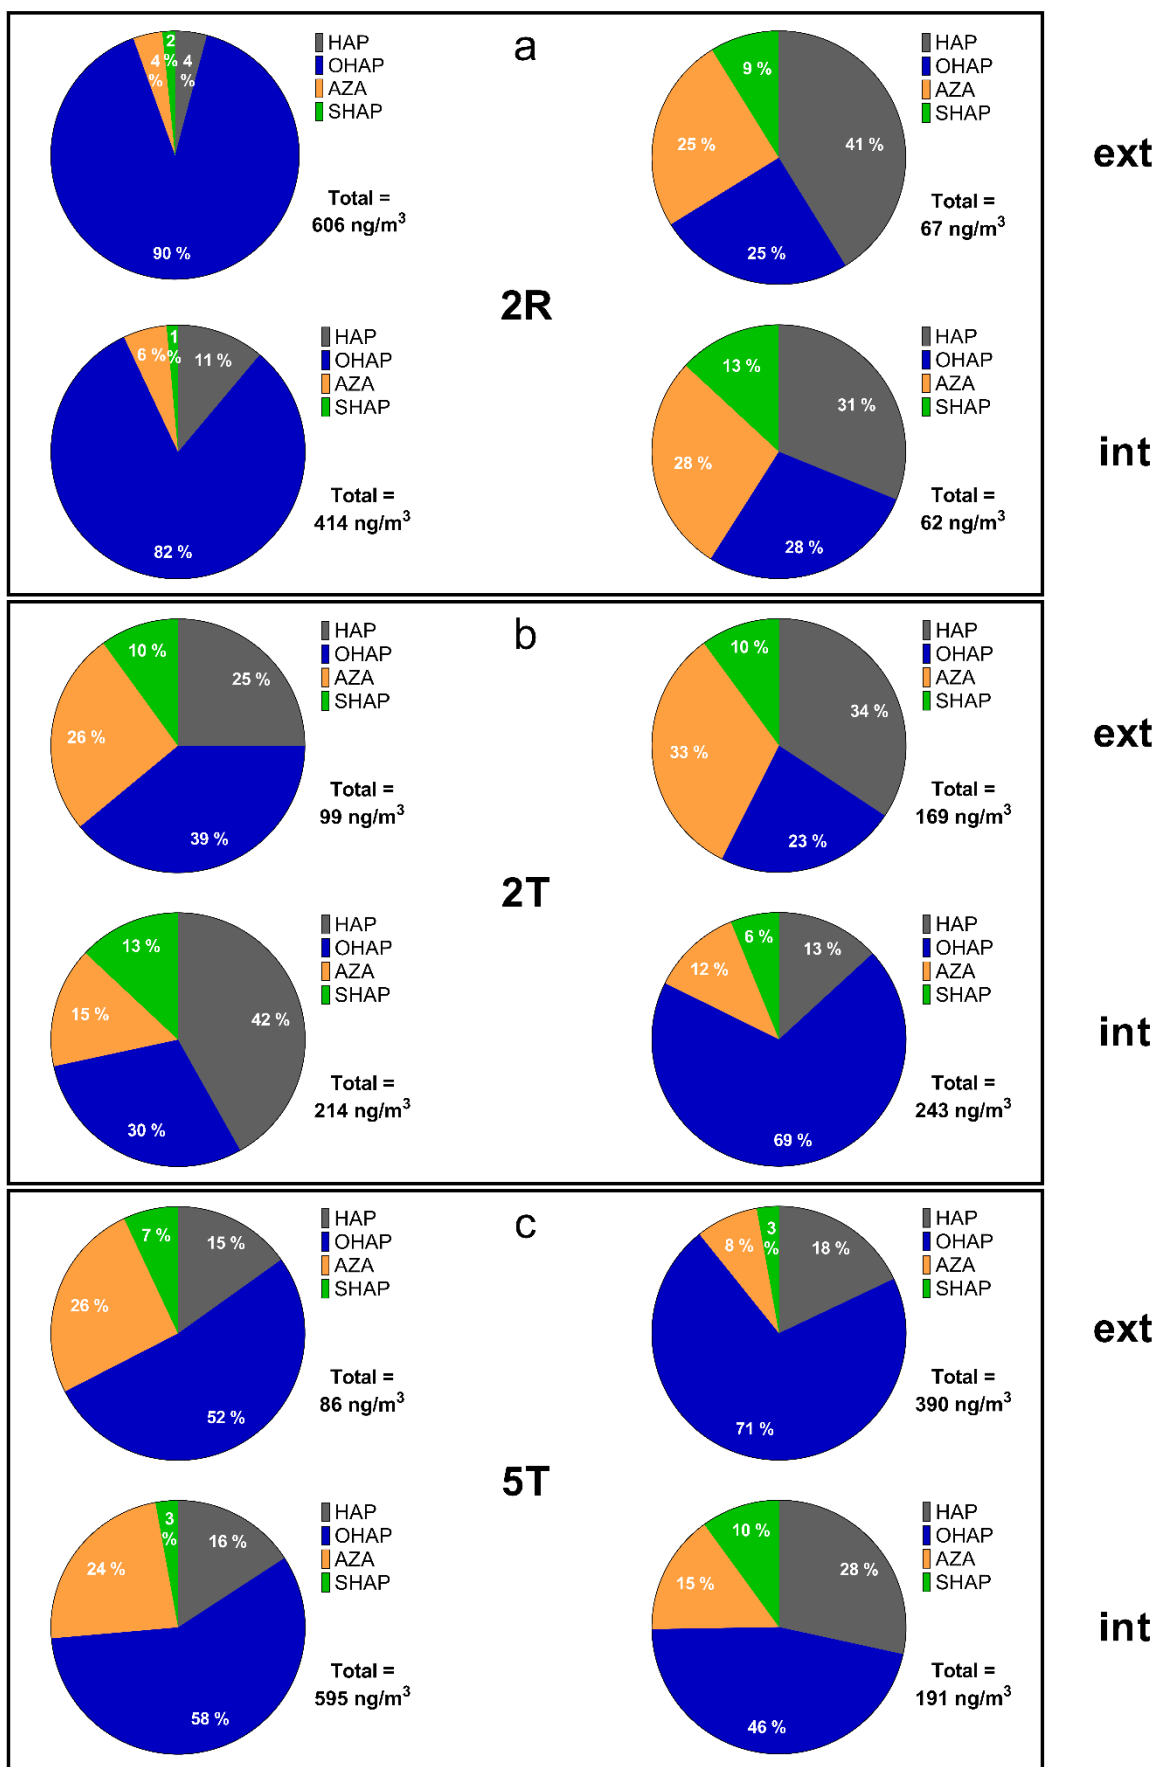 a
2 %
4 %
4 %
90 %
HAP
OHAP
AZA
SHAP
Total =
606 ng/m³
9 %
25 %
41 %
25 %
HAP
OHAP
AZA
SHAP
Total =
67 ng/m³
ext
2R
1 %
6 %
11 %
82 %
HAP
OHAP
AZA
SHAP
Total =
414 ng/m³
13 %
31 %
28 %
28 %
HAP
OHAP
AZA
SHAP
Total =
62 ng/m³
int
b
10 %
25 %
26 %
39 %
HAP
OHAP
AZA
SHAP
Total =
99 ng/m³
10 %
34 %
33 %
23 %
HAP
OHAP
AZA
SHAP
Total =
169 ng/m³
ext
2T
13 %
15 %
42 %
30 %
HAP
OHAP
AZA
SHAP
Total =
214 ng/m³
6 %
13 %
12 %
69 %
HAP
OHAP
AZA
SHAP
Total =
243 ng/m³
int
c
7 %
15 %
26 %
52 %
HAP
OHAP
AZA
SHAP
Total =
86 ng/m³
3 %
8 %
18 %
71 %
HAP
OHAP
AZA
SHAP
Total =
390 ng/m³
ext
5T
3 %
16 %
24 %
58 %
HAP
OHAP
AZA
SHAP
Total =
595 ng/m³
10 %
28 %
15 %
46 %
HAP
OHAP
AZA
SHAP
Total =
191 ng/m³
int